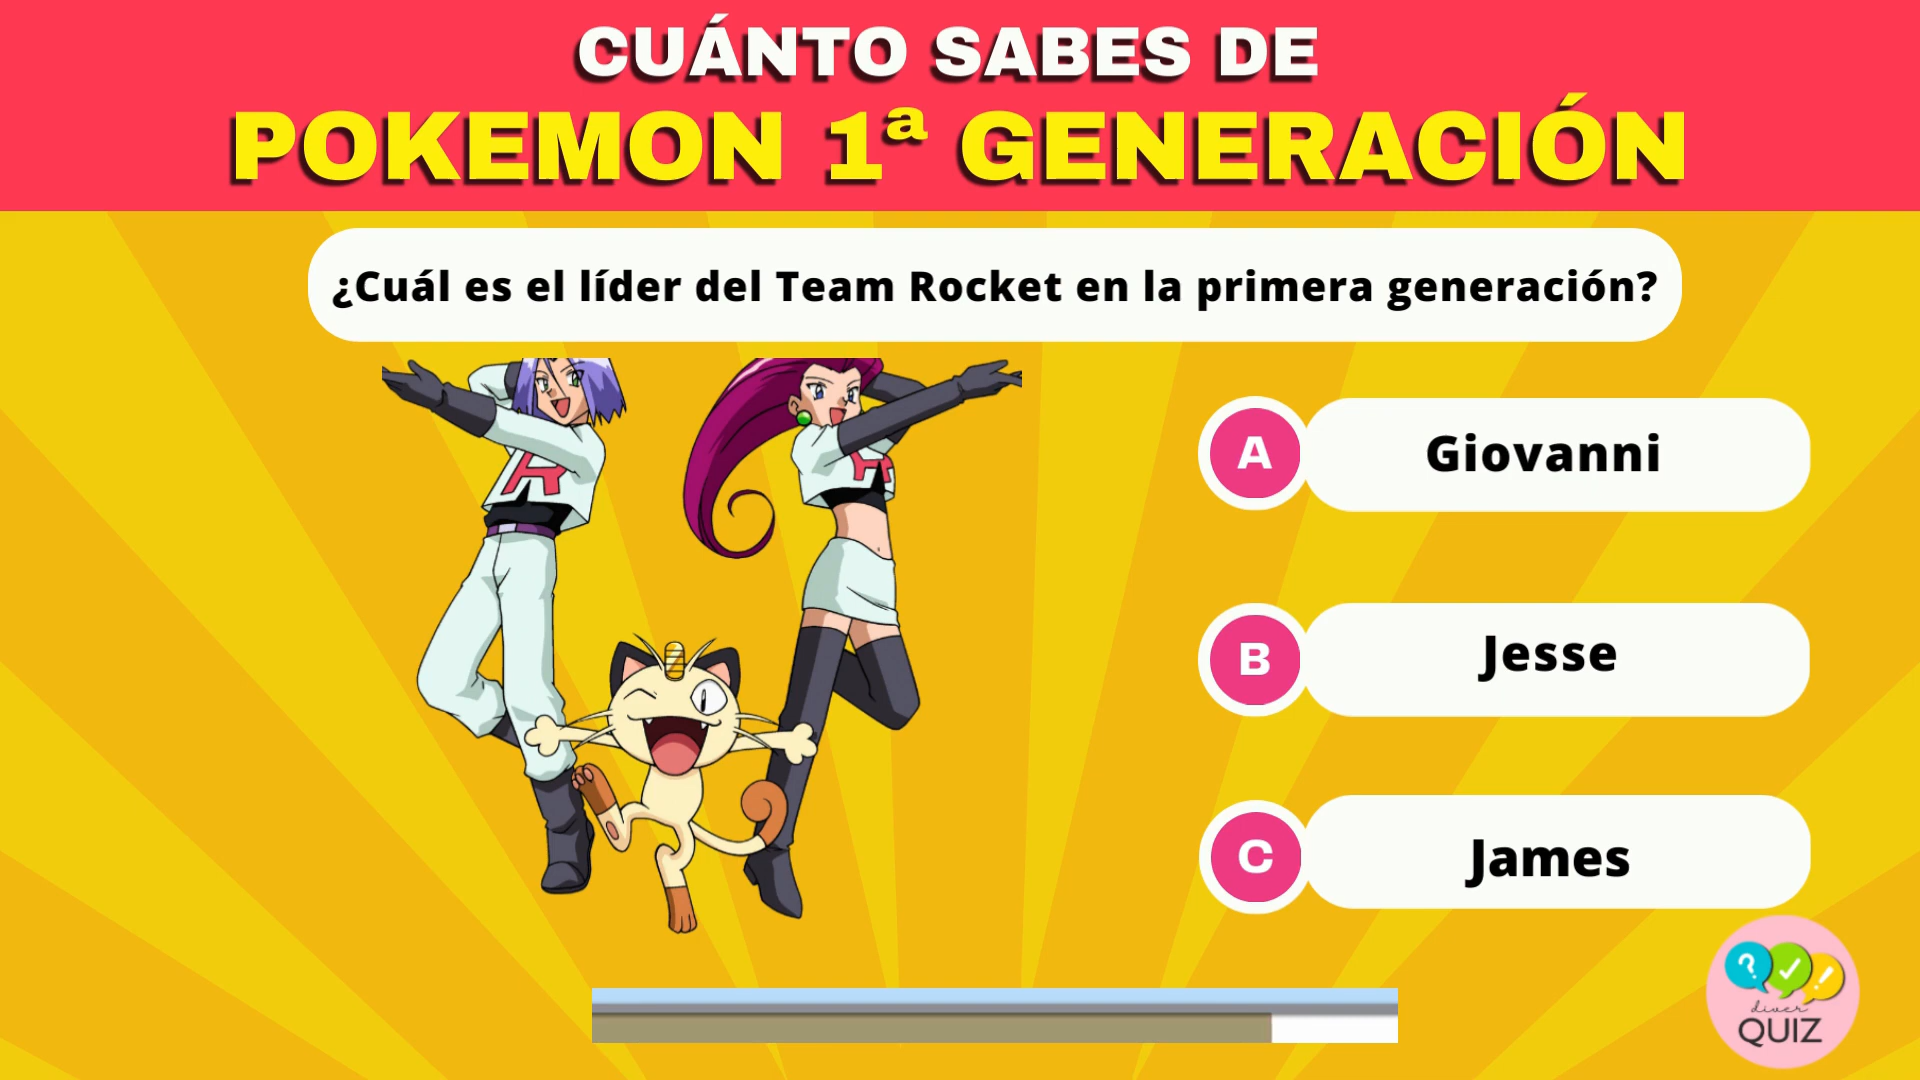 CUÁNTO SABES DE
POKEMON 1ª GENERACIÓN
¿Cuál es el líder del Team Rocket en la primera generación?
R
R
A
Giovanni
B
Jesse
C
James
?
!
diver
QUIZ